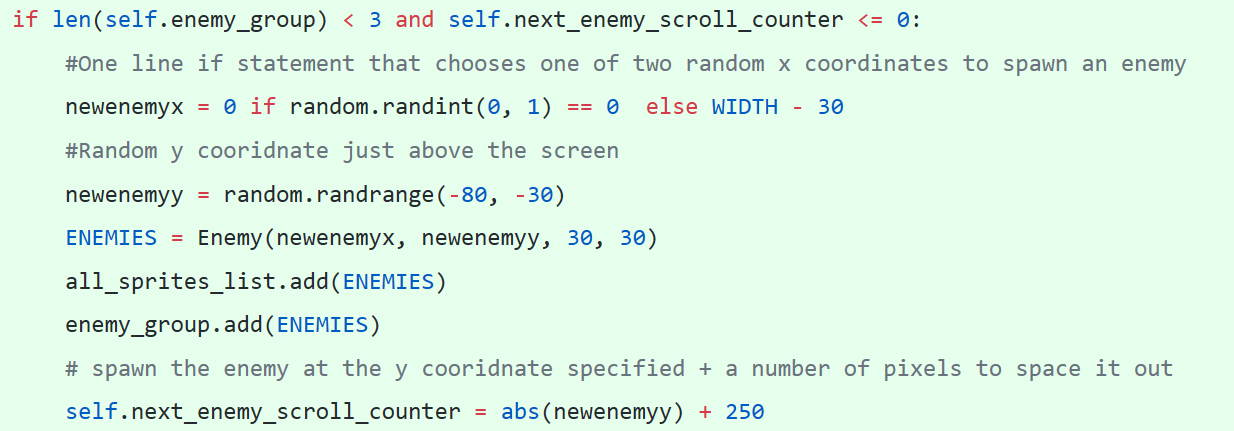 if len(self.enemy_group) < 3 and self.next_enemy_scroll_counter <= 0:
    #One line if statement that chooses one of two random x coordinates to spawn an enemy
    newenemyx = 0 if random.randint(0, 1) == 0  else WIDTH - 30
    #Random y cooridnate just above the screen
    newenemyy = random.randrange(-80, -30)
    ENEMIES = Enemy(newenemyx, newenemyy, 30, 30)
    all_sprites_list.add(ENEMIES)
    enemy_group.add(ENEMIES)
    # spawn the enemy at the y cooridnate specified + a number of pixels to space it out
    self.next_enemy_scroll_counter = abs(newenemyy) + 250